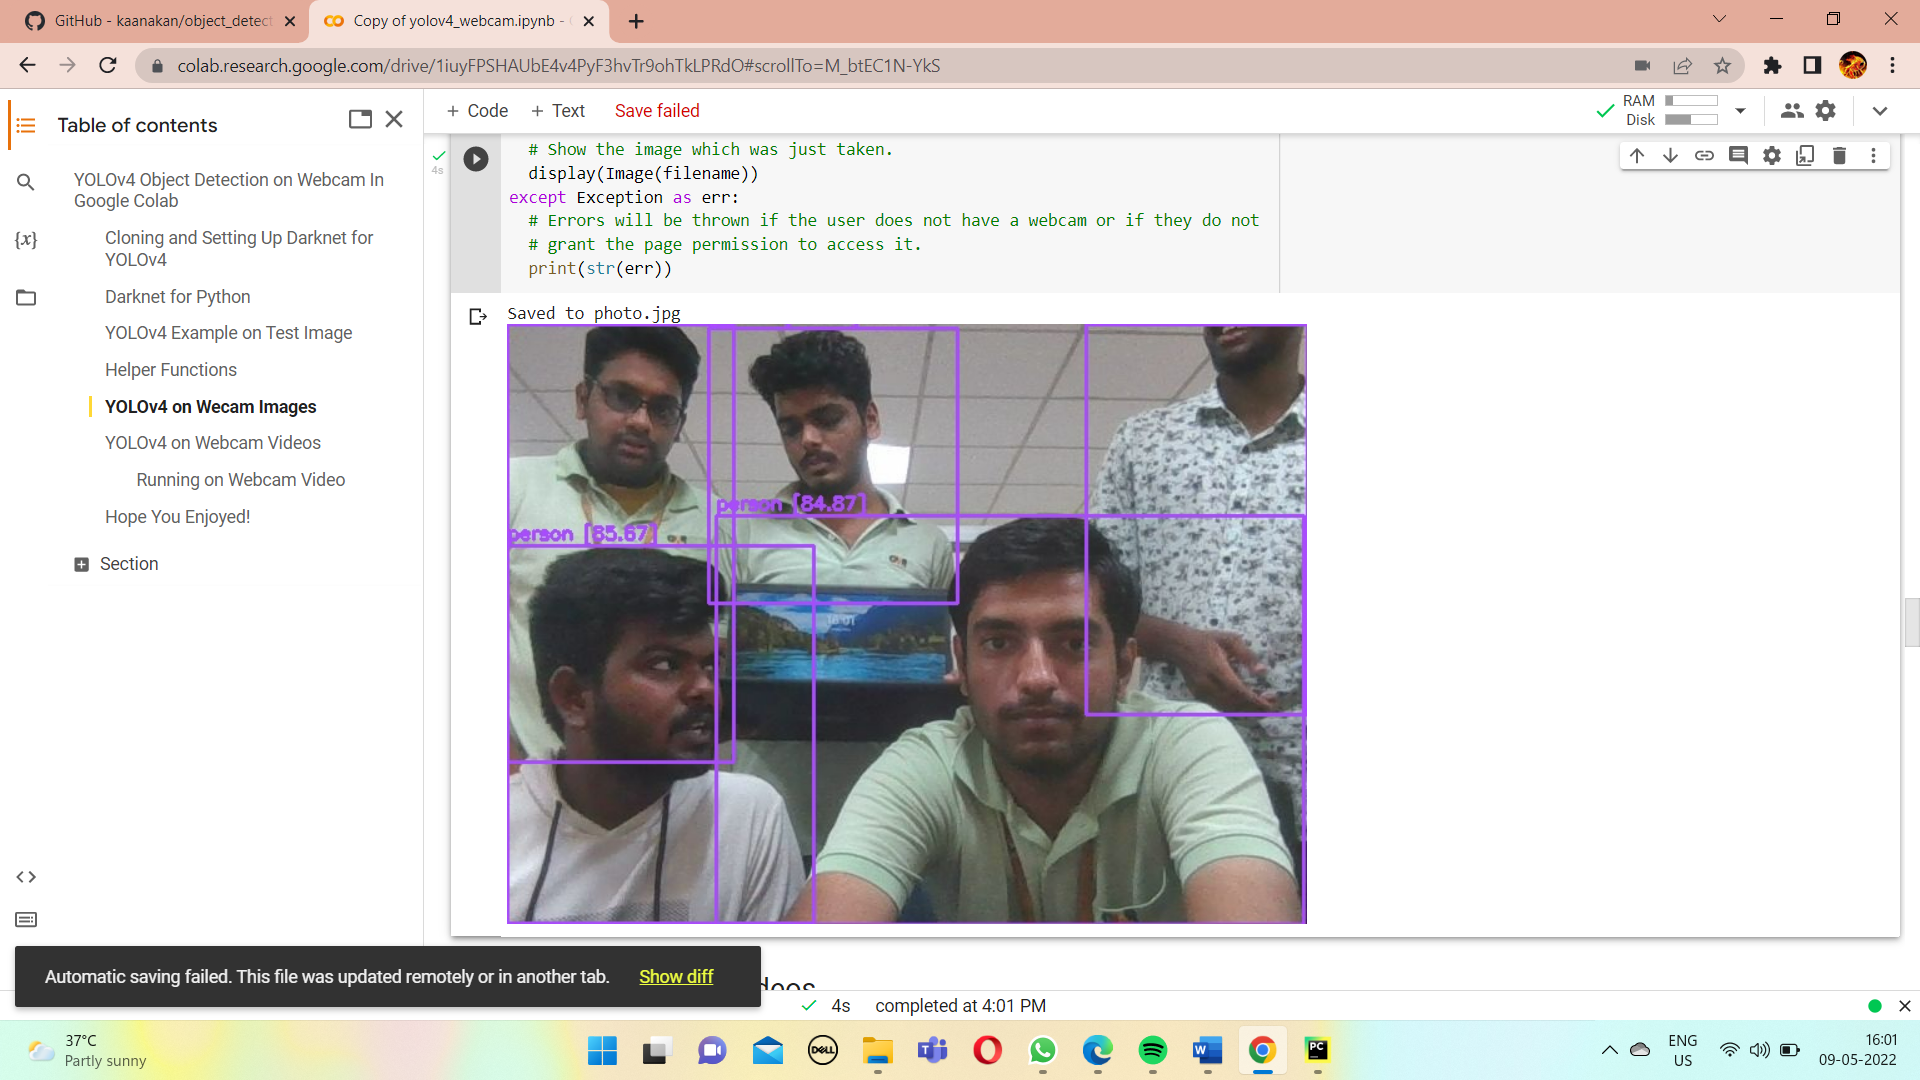 GitHub - kaanakan/object_detect
Copy of yolov4_webcam.ipynb -
colab.research.google.com/drive/1iuyFPSHAUbE4v4PyF3hvTr9ohTkLPRdO#scrollTo=M_btEC1N-YkS
Table of contents
+ Code + Text Save failed
RAM
Disk
YOLOv4 Object Detection on Webcam In
Google Colab
Cloning and Setting Up Darknet for
YOLOv4
Darknet for Python
YOLOv4 Example on Test Image
Helper Functions
YOLOv4 on Wecam Images
YOLOv4 on Webcam Videos
Running on Webcam Video
Hope You Enjoyed!
Section
{x}
4s
# Show the image which was just taken.
display(Image(filename))
except Exception as err:
# Errors will be thrown if the user does not have a webcam or if they do not
# grant the page permission to access it.
print(str(err))
Saved to photo.jpg
person [84.87]
person [65.67]
16:01
Automatic saving failed. This file was updated remotely or in another tab. Show diff
4s completed at 4:01 PM
37°C
Partly sunny
DELL
W
PC
ENG
US
16:01
09-05-2022